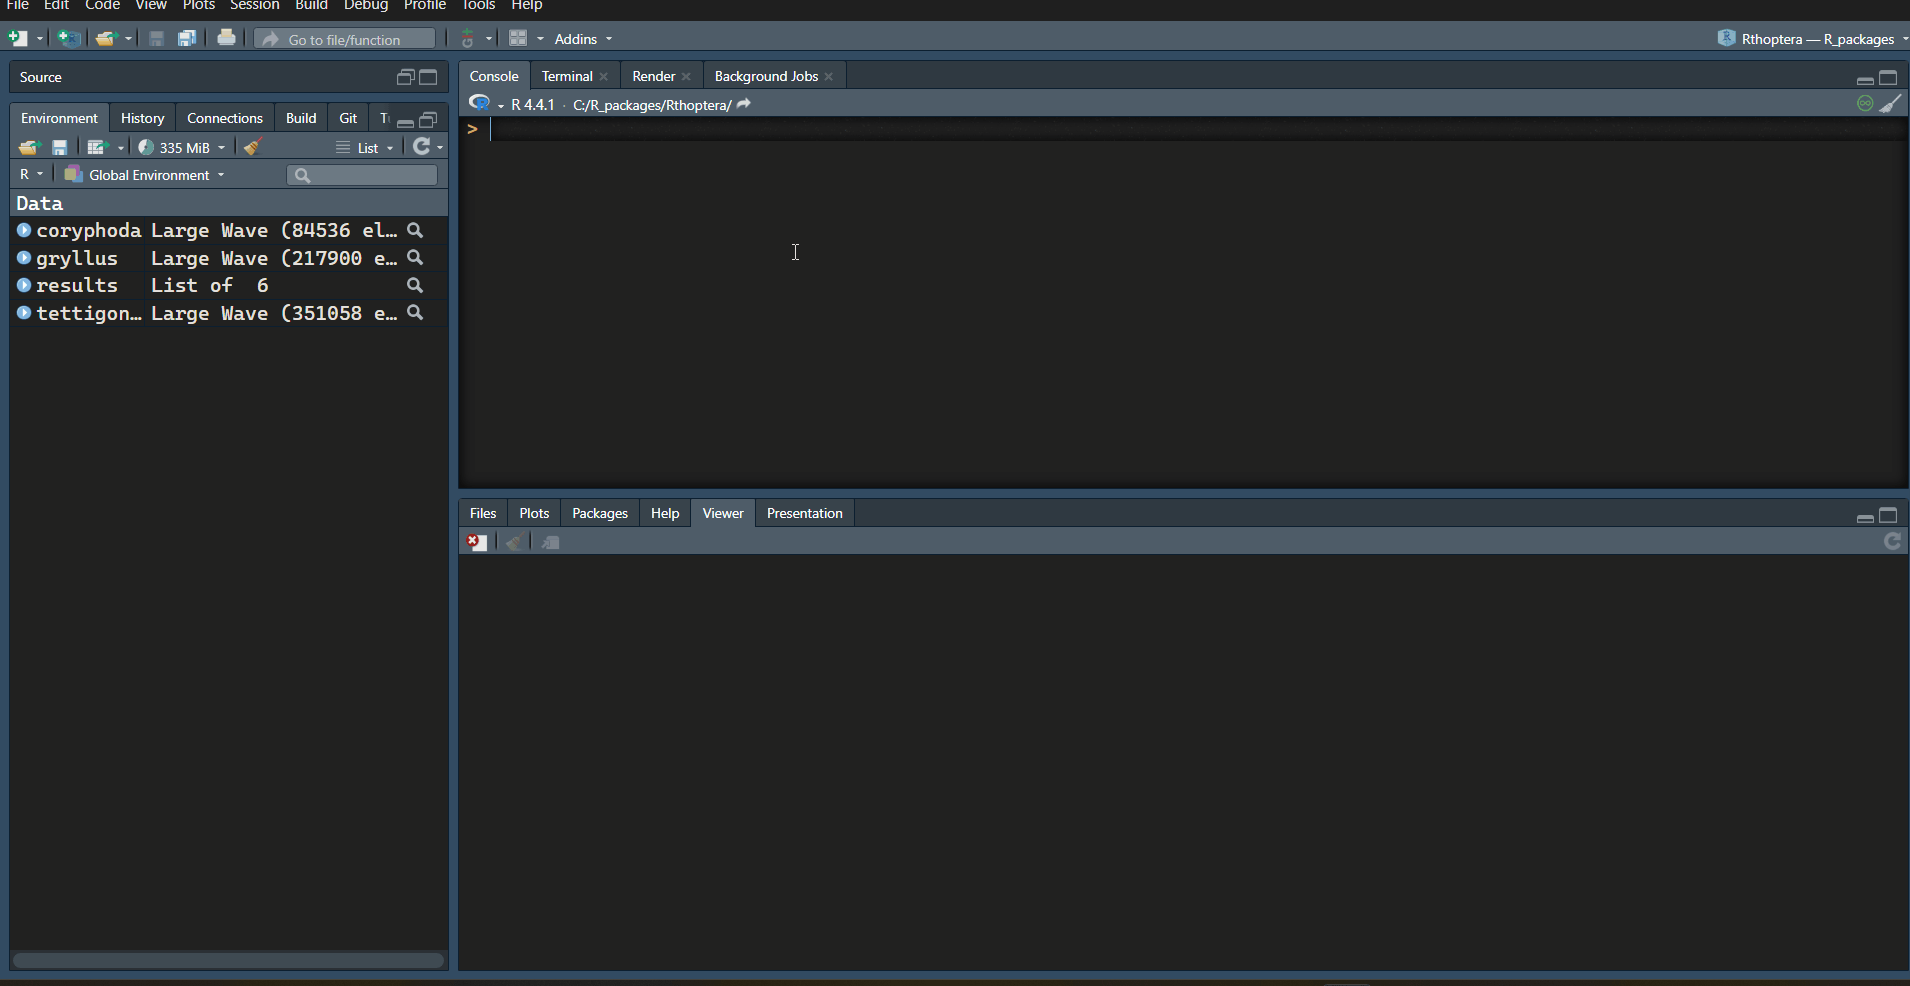 File Edit Code View Plots Session Build Debug Profile Tools Help
Go to file/function Addins Rthoptera — R_packages
Source
Environment History Connections Build Git
335 MiB List
R Global Environment
Data
coryphoda Large Wave (84536 el…
gryllus Large Wave (217900 e…
results List of 6
tettigon… Large Wave (351058 e…
Console Terminal Render Background Jobs
R 4.4.1 · C:/R_packages/Rthoptera/
>
Files Plots Packages Help Viewer Presentation